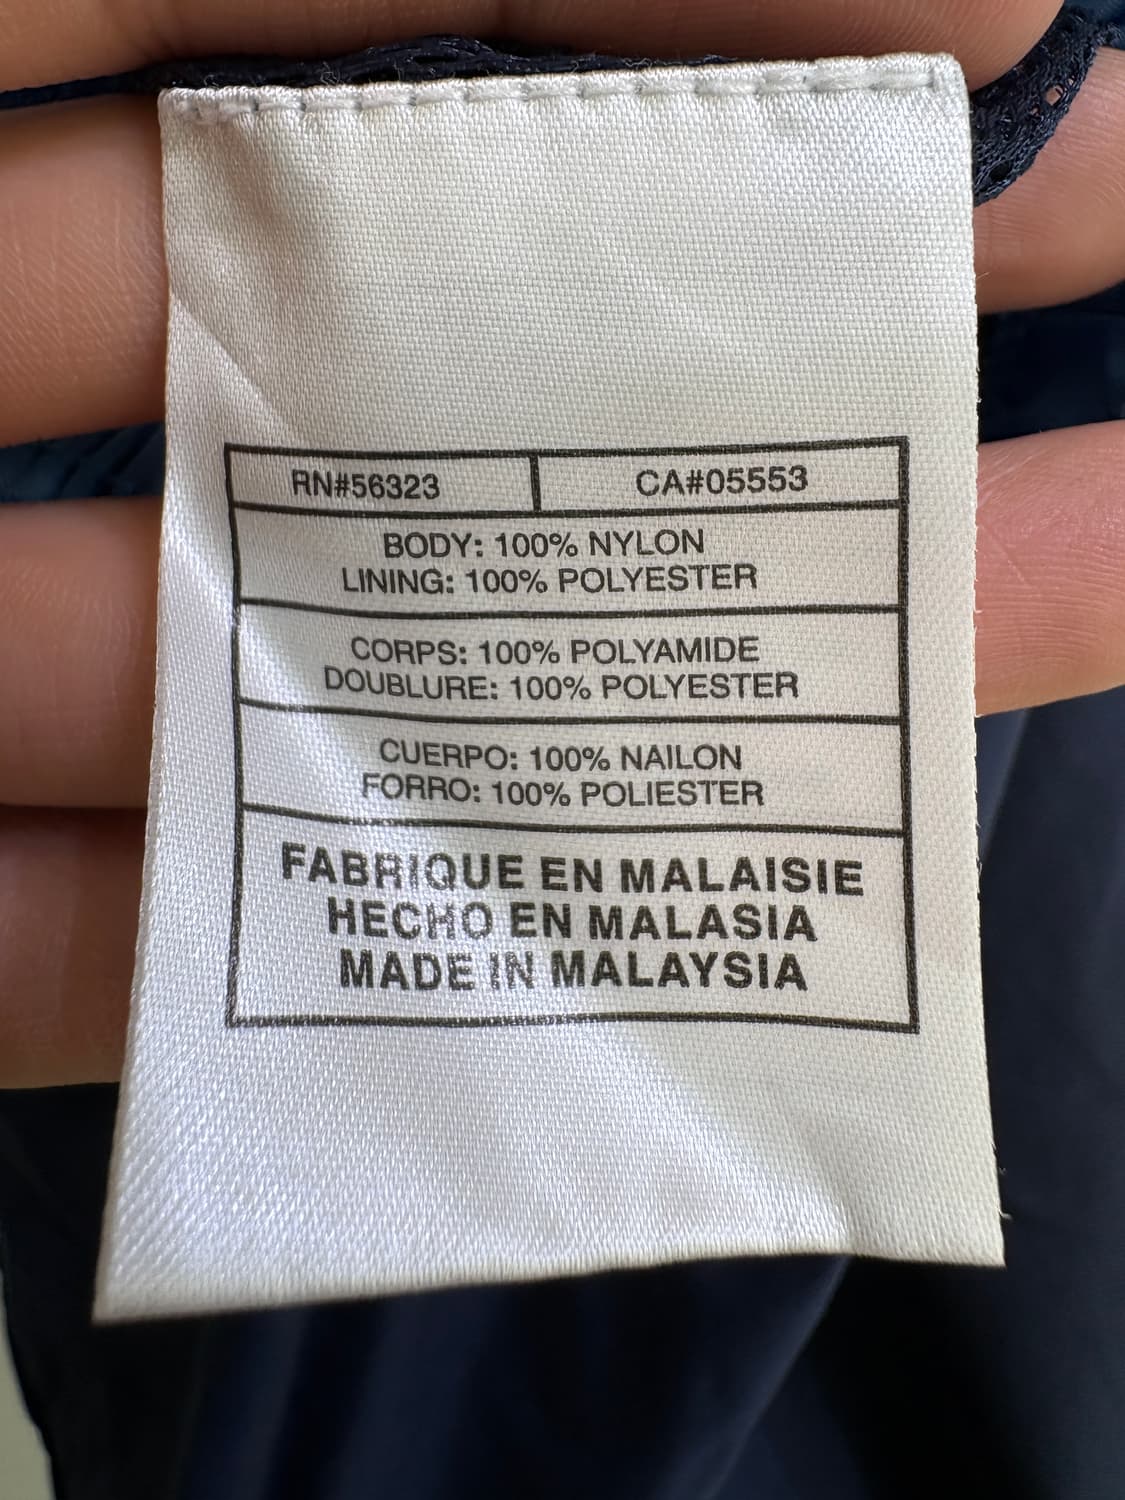 RN#56323 CA#05553
BODY: 100% NYLON
LINING: 100% POLYESTER
CORPS: 100% POLYAMIDE
DOUBLURE: 100% POLYESTER
CUERPO: 100% NAILON
FORRO: 100% POLIESTER
FABRIQUE EN MALAISIE
HECHO EN MALASIA
MADE IN MALAYSIA